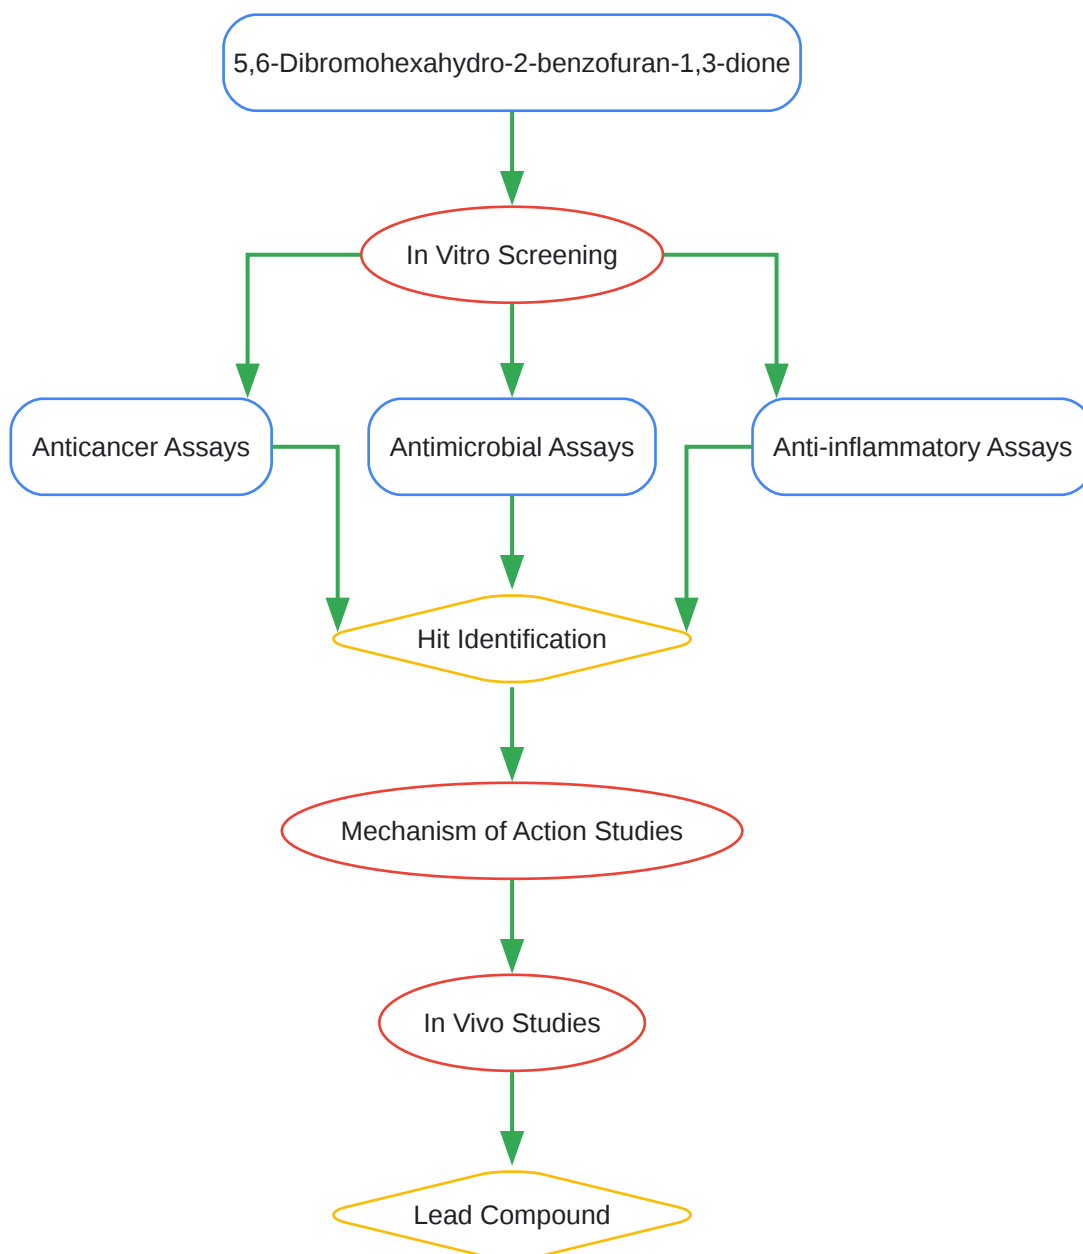 5,6-Dibromohexahydro-2-benzofuran-1,3-dione
In Vitro Screening
Anticancer Assays
Antimicrobial Assays
Anti-inflammatory Assays
Hit Identification
Mechanism of Action Studies
In Vivo Studies
Lead Compound